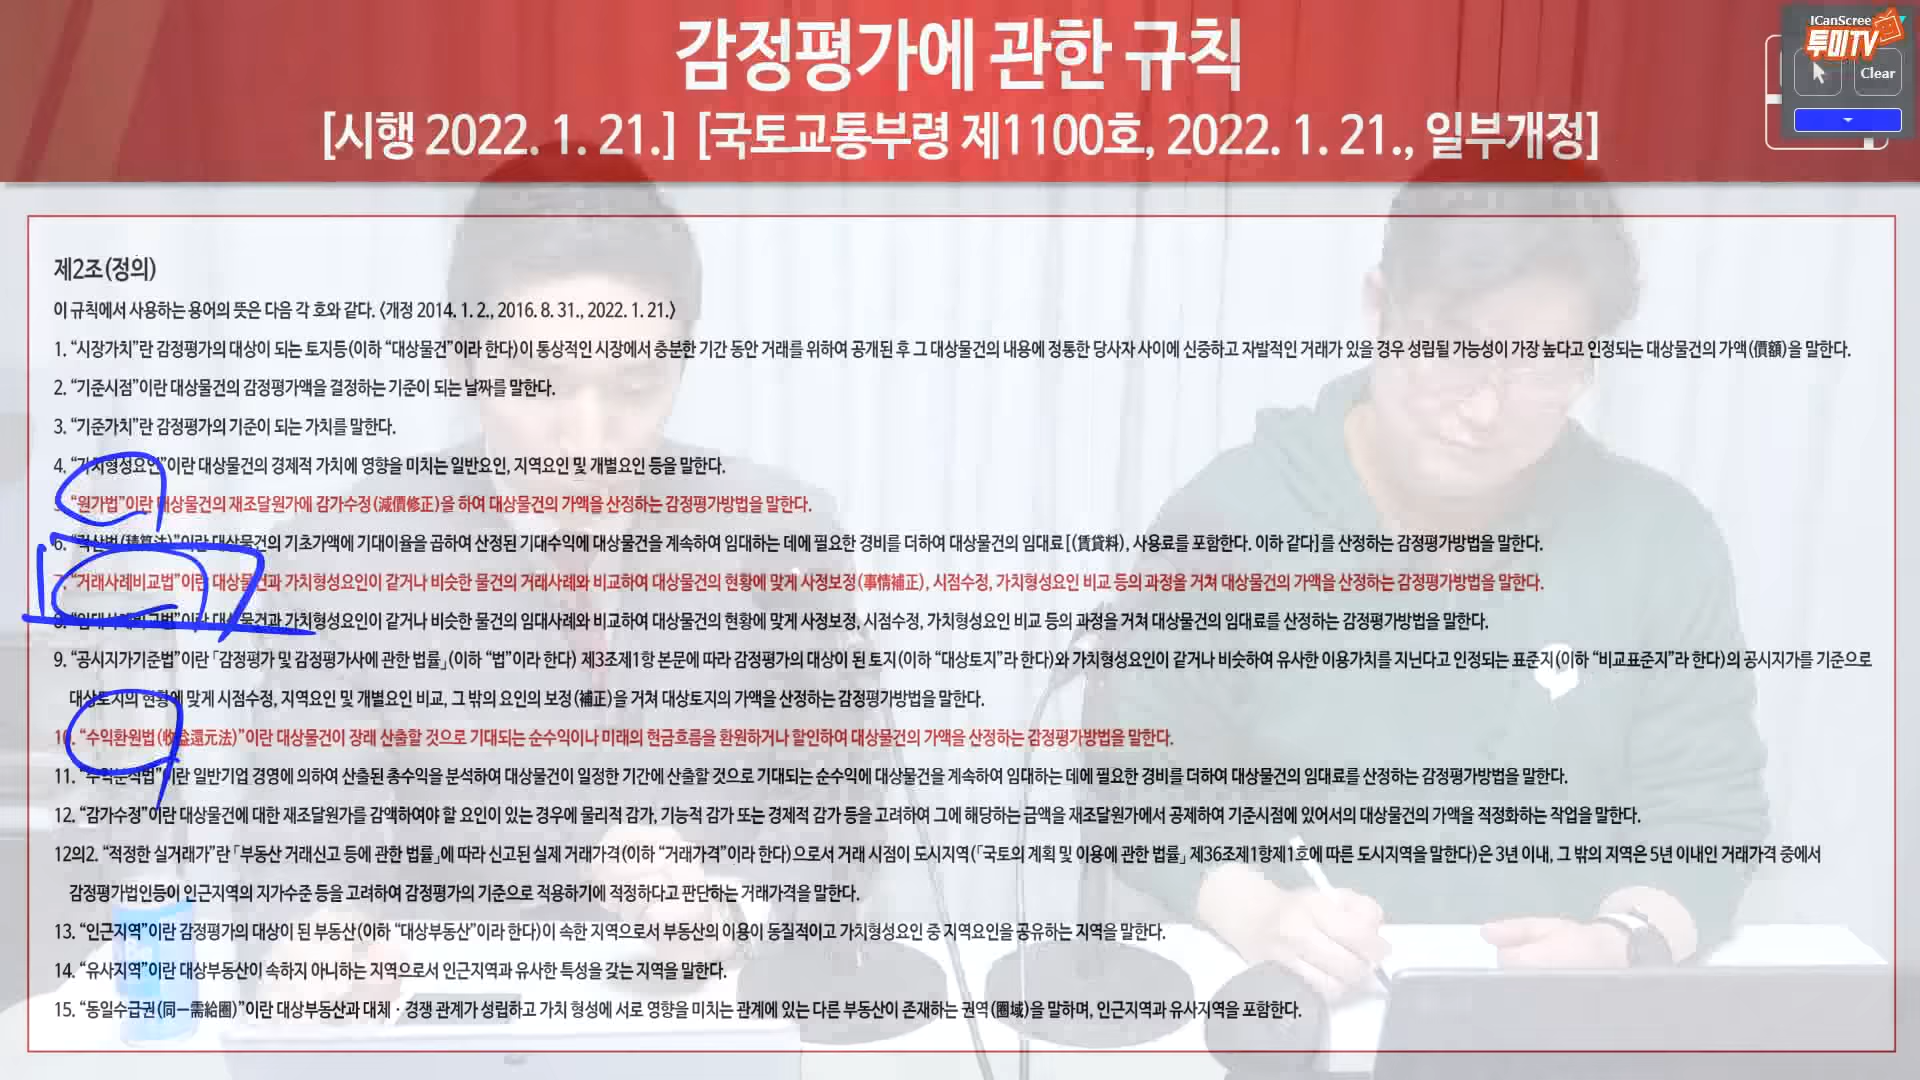 감정평가에 관한 규칙
[시행 2022. 1. 21.] [국토교통부령 제1100호, 2022. 1. 21., 일부개정]
ICanScree
투미TV
Clear
제2조(정의)
이 규칙에서 사용하는 용어의 뜻은 다음 각 호와 같다. <개정 2014. 1. 2., 2016. 8. 31., 2022. 1. 21.>
1. “시장가치”란 감정평가의 대상이 되는 토지등(이하 “대상물건”이라 한다)이 통상적인 시장에서 충분한 기간 동안 거래를 위하여 공개된 후 그 대상물건의 내용에 정통한 당사자 사이에 신중하고 자발적인 거래가 있을 경우 성립될 가능성이 가장 높다고 인정되는 대상물건의 가액(價額)을 말한다.
2. “기준시점”이란 대상물건의 감정평가액을 결정하는 기준이 되는 날짜를 말한다.
3. “기준가치”란 감정평가의 기준이 되는 가치를 말한다.
4. “가치형성요인”이란 대상물건의 경제적 가치에 영향을 미치는 일반요인, 지역요인 및 개별요인 등을 말한다.
5. “원가법”이란 대상물건의 재조달원가에 감가수정(減價修正)을 하여 대상물건의 가액을 산정하는 감정평가방법을 말한다.
6. “적산법(積算法)”이란 대상물건의 기초가액에 기대이율을 곱하여 산정된 기대수익에 대상물건을 계속하여 임대하는 데에 필요한 경비를 더하여 대상물건의 임대료[(賃貸料), 사용료를 포함한다. 이하 같다]를 산정하는 감정평가방법을 말한다.
7. “거래사례비교법”이란 대상물건과 가치형성요인이 같거나 비슷한 물건의 거래사례와 비교하여 대상물건의 현황에 맞게 사정보정(事情補正), 시점수정, 가치형성요인 비교 등의 과정을 거쳐 대상물건의 가액을 산정하는 감정평가방법을 말한다.
8. “임대사례비교법”이란 대상물건과 가치형성요인이 같거나 비슷한 물건의 임대사례와 비교하여 대상물건의 현황에 맞게 사정보정, 시점수정, 가치형성요인 비교 등의 과정을 거쳐 대상물건의 임대료를 산정하는 감정평가방법을 말한다.
9. “공시지가기준법”이란 「감정평가 및 감정평가사에 관한 법률」(이하 “법”이라 한다) 제3조제1항 본문에 따라 감정평가의 대상이 된 토지(이하 “대상토지”라 한다)와 가치형성요인이 같거나 비슷하여 유사한 이용가치를 지닌다고 인정되는 표준지(이하 “비교표준지”라 한다)의 공시지가를 기준으로
대상토지의 현황에 맞게 시점수정, 지역요인 및 개별요인 비교, 그 밖의 요인의 보정(補正)을 거쳐 대상토지의 가액을 산정하는 감정평가방법을 말한다.
10. “수익환원법(收益還元法)”이란 대상물건이 장래 산출할 것으로 기대되는 순수익이나 미래의 현금흐름을 환원하거나 할인하여 대상물건의 가액을 산정하는 감정평가방법을 말한다.
11. “수익분석법”이란 일반기업 경영에 의하여 산출된 총수익을 분석하여 대상물건이 일정한 기간에 산출할 것으로 기대되는 순수익에 대상물건을 계속하여 임대하는 데에 필요한 경비를 더하여 대상물건의 임대료를 산정하는 감정평가방법을 말한다.
12. “감가수정”이란 대상물건에 대한 재조달원가를 감액하여야 할 요인이 있는 경우에 물리적 감가, 기능적 감가 또는 경제적 감가 등을 고려하여 그에 해당하는 금액을 재조달원가에서 공제하여 기준시점에 있어서의 대상물건의 가액을 적정화하는 작업을 말한다.
12의2. “적정한 실거래가”란 「부동산 거래신고 등에 관한 법률」에 따라 신고된 실제 거래가격(이하 “거래가격”이라 한다)으로서 거래 시점이 도시지역(「국토의 계획 및 이용에 관한 법률」 제36조제1항제1호에 따른 도시지역을 말한다)은 3년 이내, 그 밖의 지역은 5년 이내인 거래가격 중에서
감정평가법인등이 인근지역의 지가수준 등을 고려하여 감정평가의 기준으로 적용하기에 적정하다고 판단하는 거래가격을 말한다.
13. “인근지역”이란 감정평가의 대상이 된 부동산(이하 “대상부동산”이라 한다)이 속한 지역으로서 부동산의 이용이 동질적이고 가치형성요인 중 지역요인을 공유하는 지역을 말한다.
14. “유사지역”이란 대상부동산이 속하지 아니하는 지역으로서 인근지역과 유사한 특성을 갖는 지역을 말한다.
15. “동일수급권(同一需給圈)”이란 대상부동산과 대체ㆍ경쟁 관계가 성립하고 가치 형성에 서로 영향을 미치는 관계에 있는 다른 부동산이 존재하는 권역(圈域)을 말하며, 인근지역과 유사지역을 포함한다.